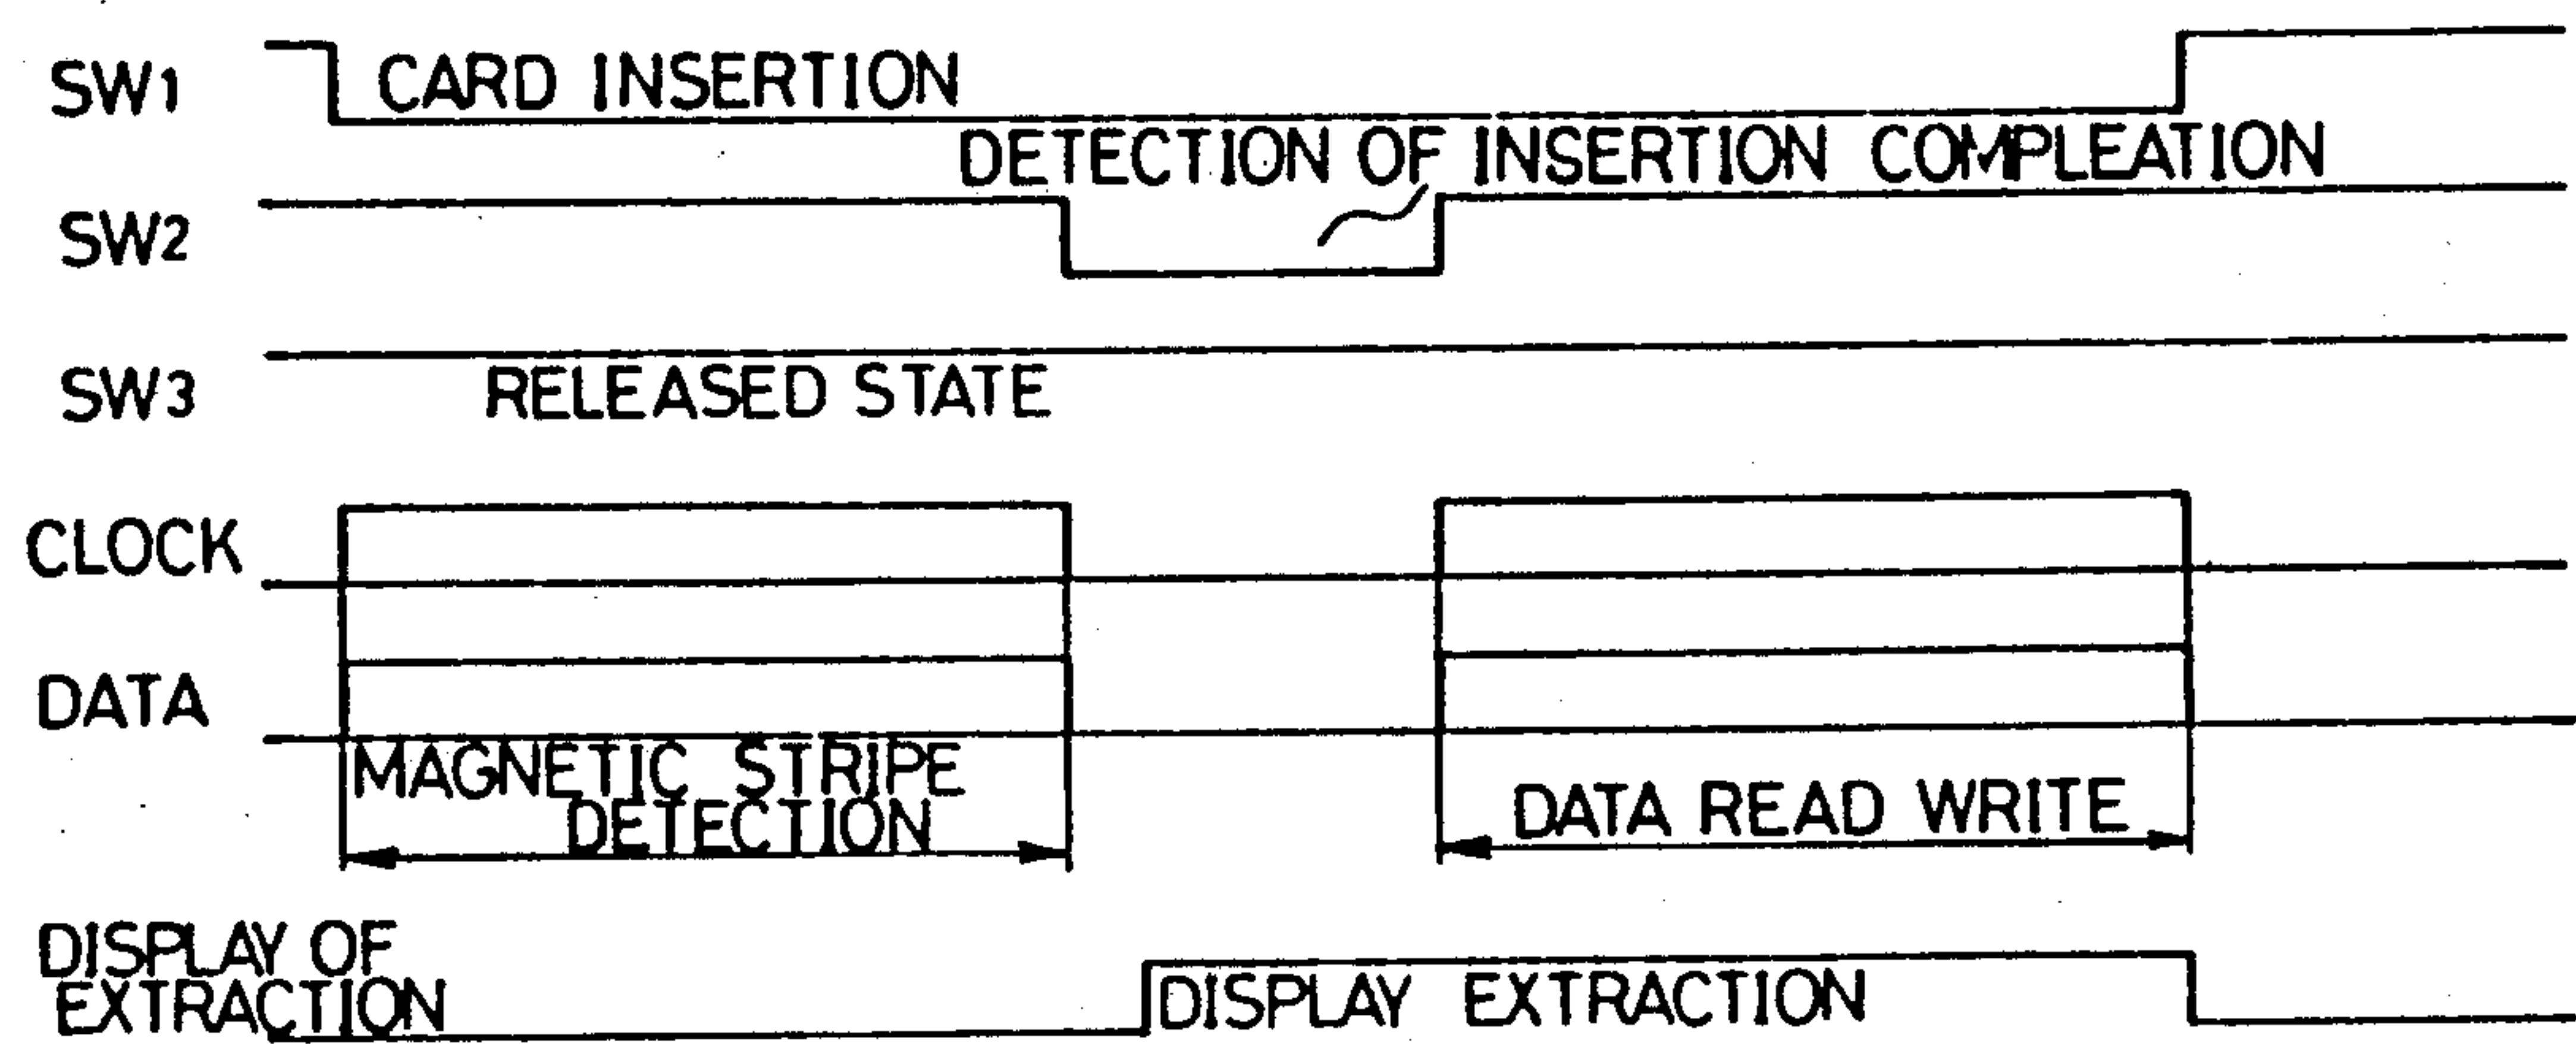 SW1
CARD INSERTION
DETECTION OF INSERTION COMPLEATION
SW2
SW3
RELEASED STATE
CLOCK
DATA
MAGNETIC STRIPE
DETECTION
DATA READ WRITE
DISPLAY OF
EXTRACTION
DISPLAY EXTRACTION